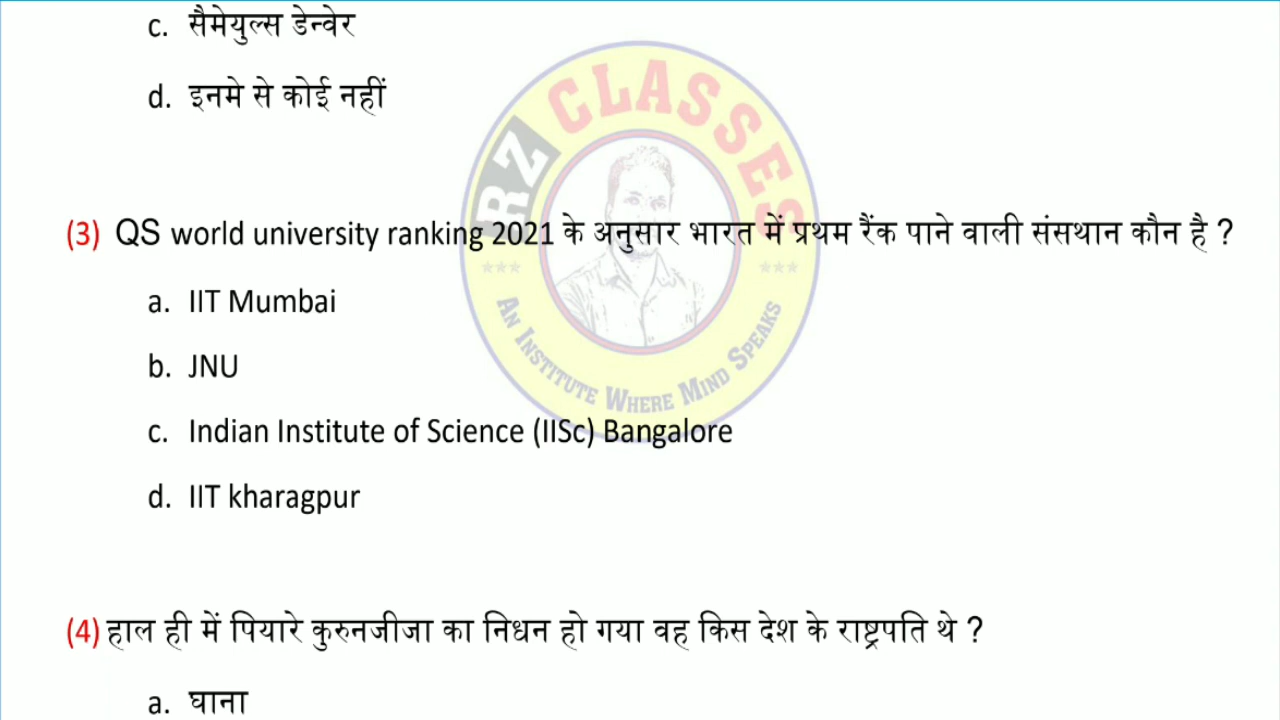 c. सैमेयुल्स डेन्वेर
d. इनमे से कोई नहीं
RZ CLASSES
(3) QS world university ranking 2021 के अनुसार भारत में प्रथम रैंक पाने वाली संसथान कौन है ?
a. IIT Mumbai
b. JNU
AN INSTITUTE WHERE MIND SPEAKS
c. Indian Institute of Science (IISc) Bangalore
d. IIT kharagpur
(4) हाल ही में पियारे कुरुनजीजा का निधन हो गया वह किस देश के राष्ट्रपति थे ?
a. घाना